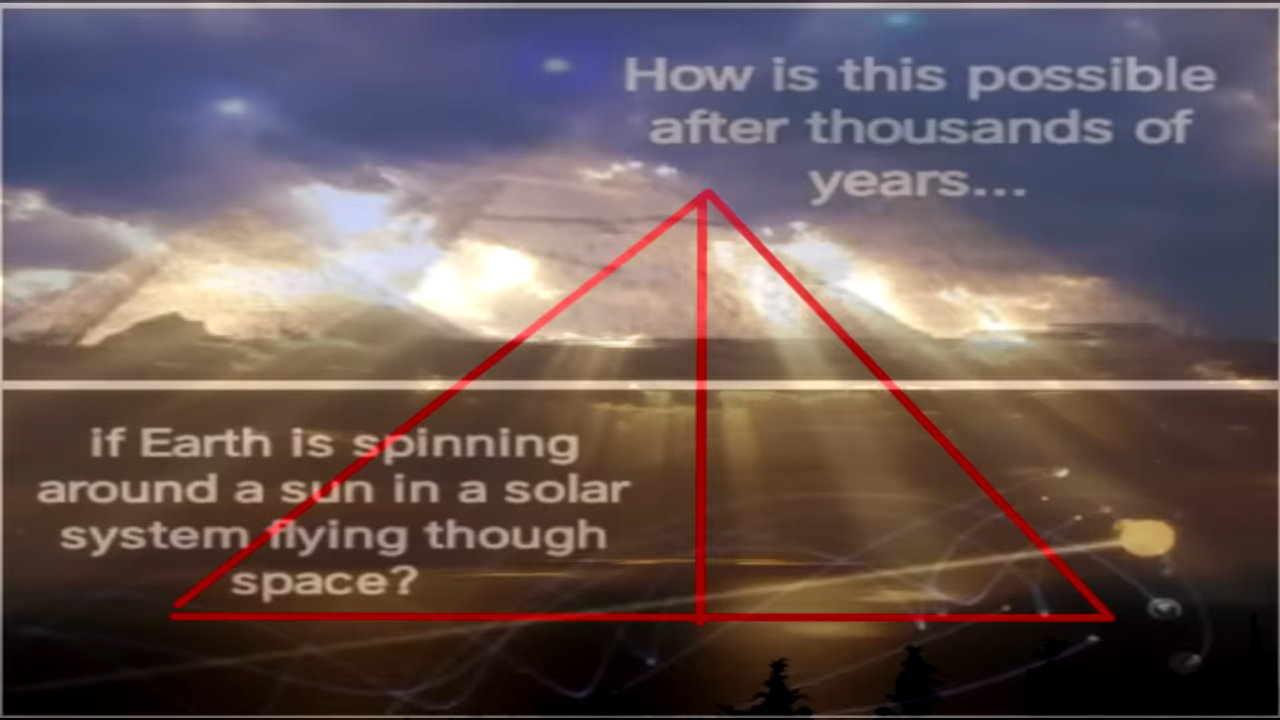 How is this possible
after thousands of
years...
if Earth is spinning
around a sun in a solar
system flying though
space?